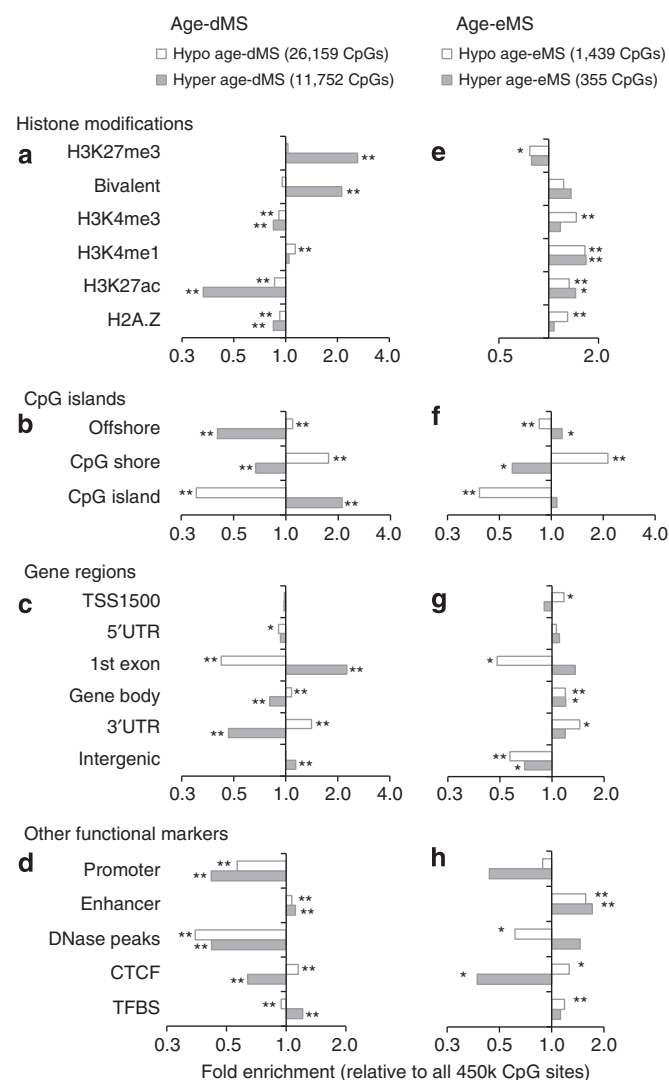 Age-dMS Age-eMS
Hypo age-dMS (26,159 CpGs) Hypo age-eMS (1,439 CpGs)
Hyper age-dMS (11,752 CpGs) Hyper age-eMS (355 CpGs)
Histone modifications
a e
H3K27me3 ** *
Bivalent **
H3K4me3 ** ** **
H3K4me1 ** ** **
H3K27ac ** ** ** *
H2A.Z ** ** **
0.3 0.5 1.0 2.0 4.0 0.5 2.0
CpG islands
b f
Offshore ** ** ** *
CpG shore ** ** * **
CpG island ** ** **
0.3 0.5 1.0 2.0 4.0 0.3 0.5 1.0 2.0 4.0
Gene regions
c g
TSS1500 *
5′UTR *
1st exon ** ** *
Gene body ** ** ** *
3′UTR ** ** *
Intergenic ** ** *
0.3 0.5 1.0 2.0 4.0 0.3 0.5 1.0 2.0
Other functional markers
d h
Promoter ** **
Enhancer ** ** ** **
DNase peaks ** ** *
CTCF ** ** * *
TFBS ** ** **
0.3 0.5 1.0 2.0 0.3 0.5 1.0 2.0
Fold enrichment (relative to all 450k CpG sites)